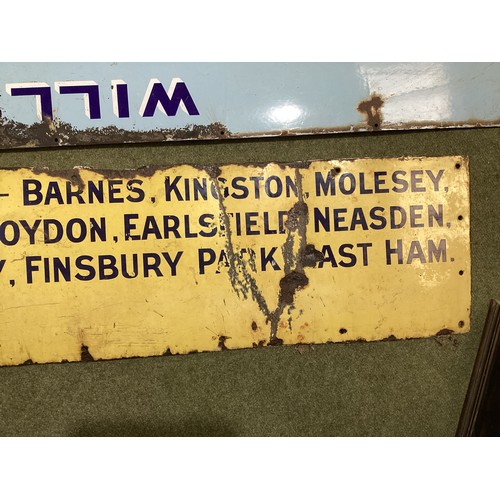 WILL
- BARNES, KINGSTON, MOLESEY,
OYDON, EARLSFIELD, NEASDEN,
, FINSBURY PARK, EAST HAM.